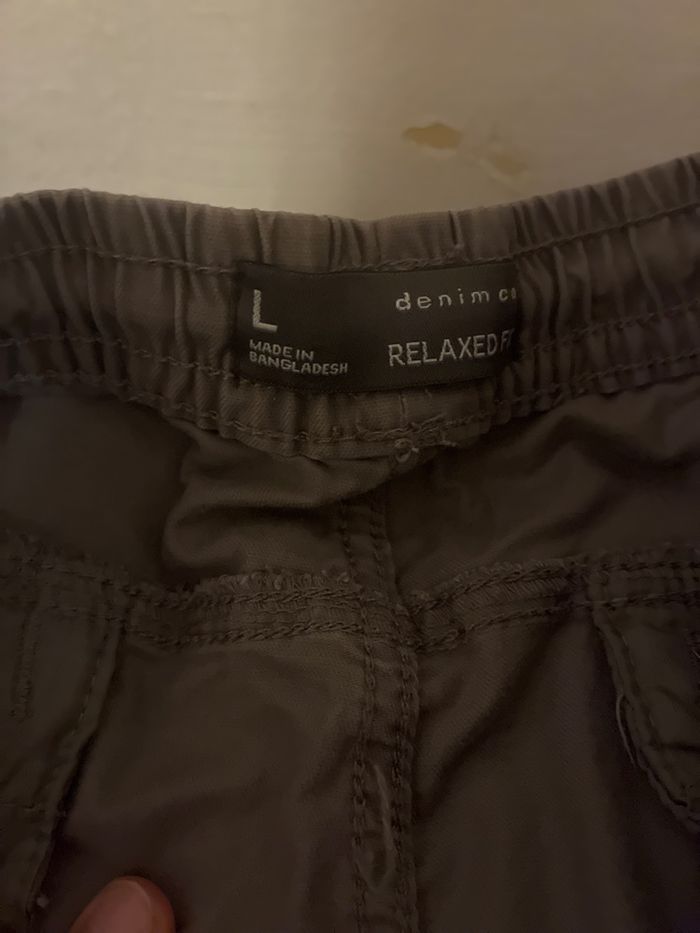 L
MADE IN
BANGLADESH
denim co
RELAXED